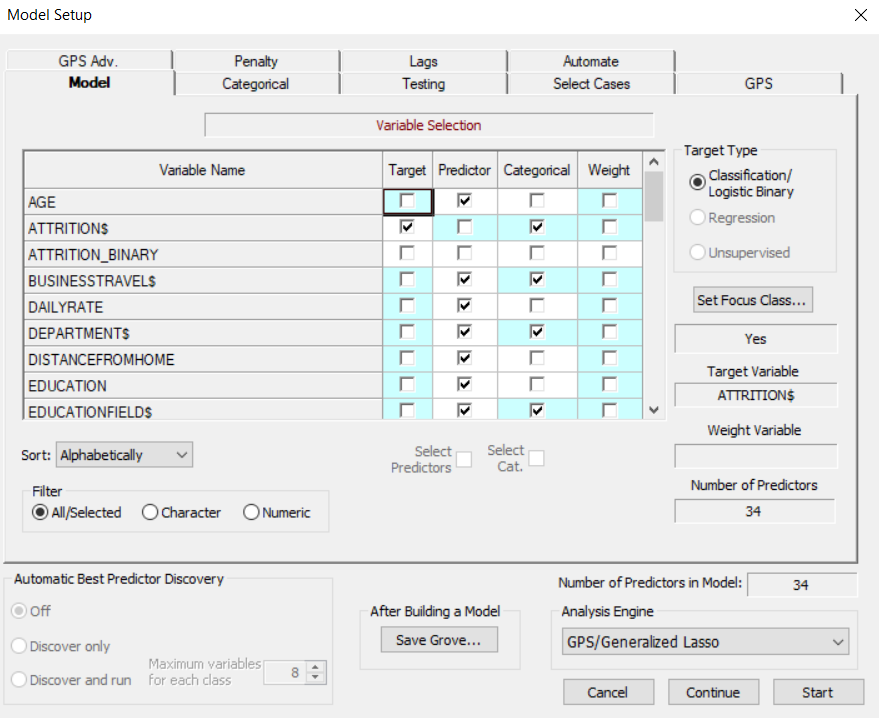 Model Setup
GPS Adv. Penalty Lags Automate
Model Categorical Testing Select Cases GPS
Variable Selection
Variable Name Target Predictor Categorical Weight
AGE
ATTRITION$
ATTRITION_BINARY
BUSINESSTRAVEL$
DAILYRATE
DEPARTMENT$
DISTANCEFROMHOME
EDUCATION
EDUCATIONFIELD$
Target Type
Classification/
Logistic Binary
Regression
Unsupervised
Set Focus Class...
Yes
Target Variable
ATTRITION$
Weight Variable
Number of Predictors
34
Sort: Alphabetically
Select
Predictors
Select
Cat.
Filter
All/Selected Character Numeric
Automatic Best Predictor Discovery
Off
Discover only
Discover and run
Maximum variables
for each class
8
After Building a Model
Save Grove...
Number of Predictors in Model: 34
Analysis Engine
GPS/Generalized Lasso
Cancel Continue Start